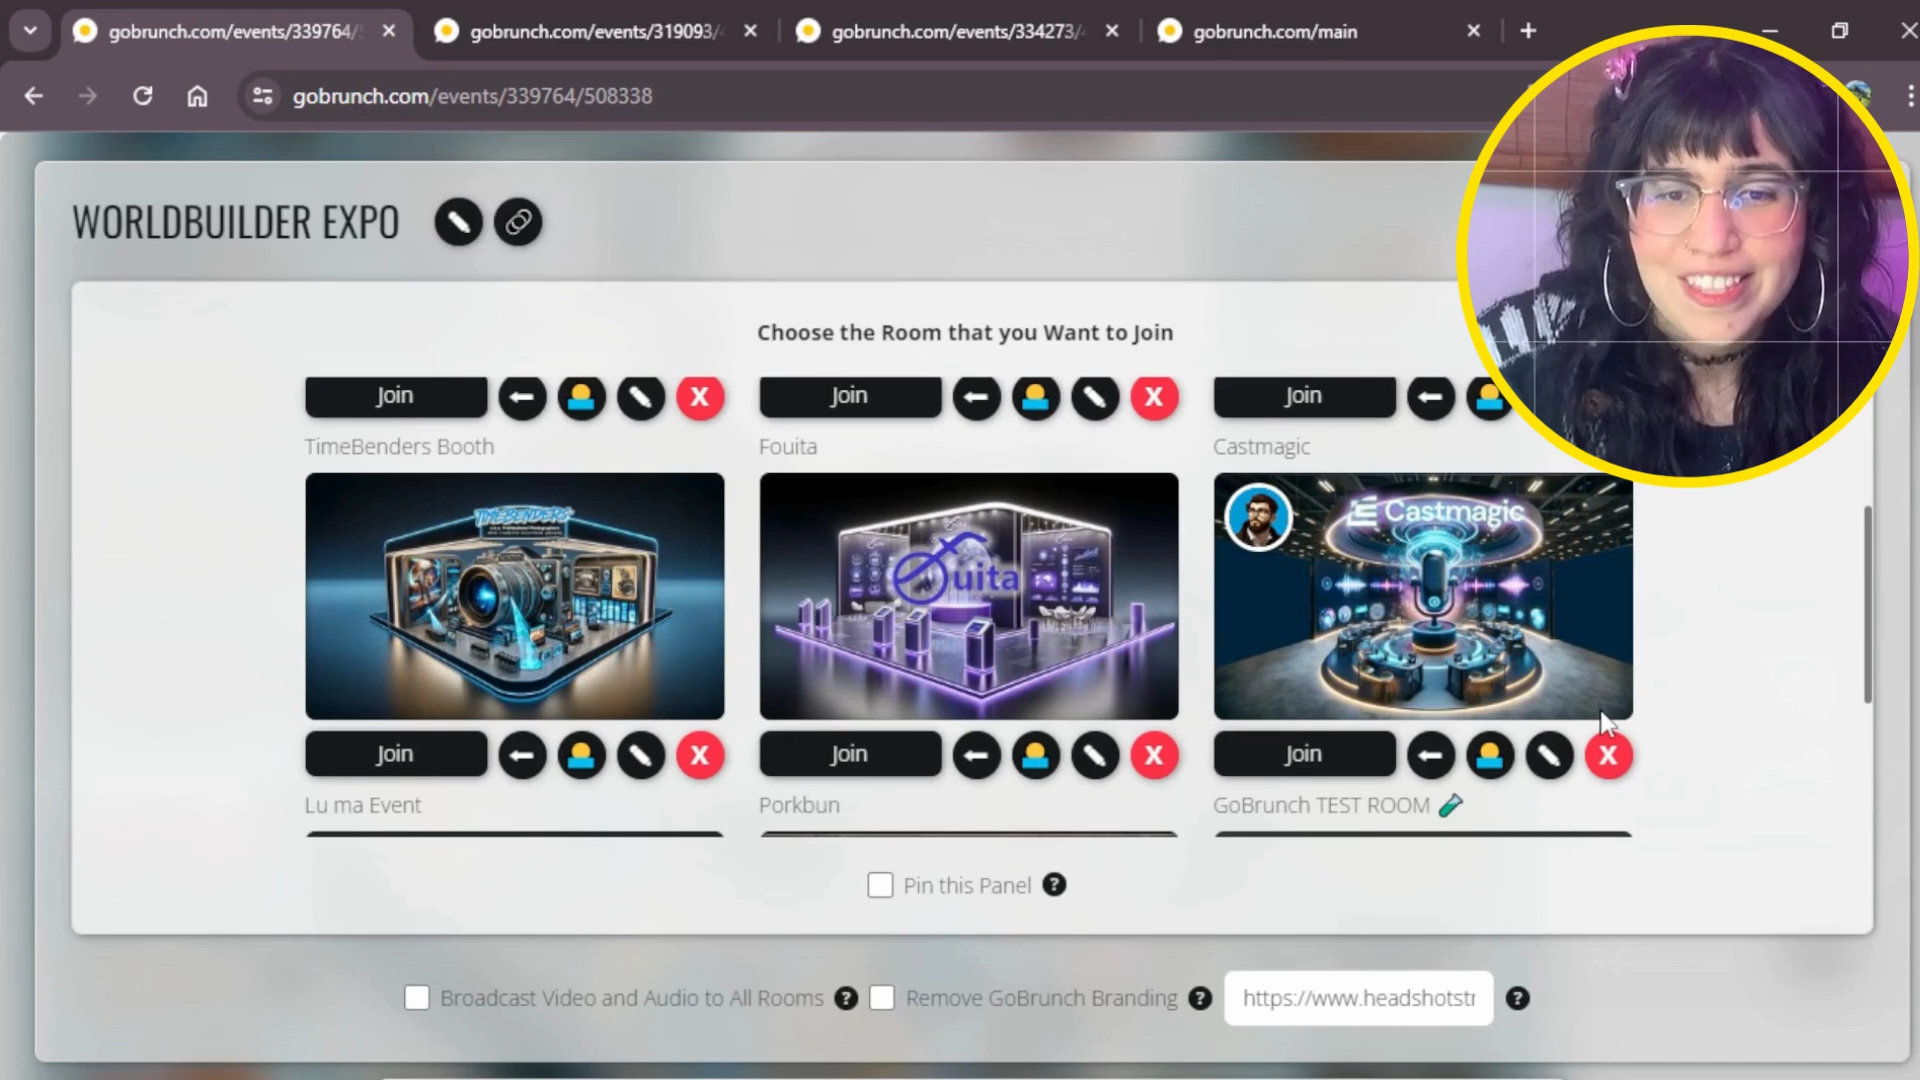 gobrunch.com/events/339764/
gobrunch.com/events/319093/
gobrunch.com/events/334273/
gobrunch.com/main
gobrunch.com/events/339764/508338
WORLDBUILDER EXPO
Choose the Room that you Want to Join
Join
Join
Join
TimeBenders Booth
Fouita
Castmagic
TIMEBENDERS
Fouita
Castmagic
Join
X
Join
X
Join
X
Lu ma Event
Porkbun
GoBrunch TEST ROOM
Pin this Panel ?
Broadcast Video and Audio to All Rooms ? Remove GoBrunch Branding ? https://www.headshotstr ?